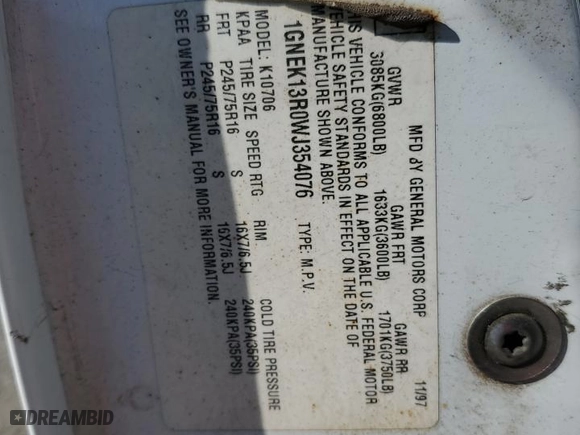 MFD BY GENERAL MOTORS CORP 11/97
GVWR GAWR FRT GAWR RR
3085KG(6800LB) 1633KG(3600LB) 1701KG(3750LB)
THIS VEHICLE CONFORMS TO ALL APPLICABLE U.S. FEDERAL MOTOR
VEHICLE SAFETY STANDARDS IN EFFECT ON THE DATE OF
MANUFACTURE SHOWN ABOVE.
1GNEK13R0WJ354076 TYPE: M.P.V.
MODEL: K10706
KPAA TIRE SIZE SPEED RTG RIM COLD TIRE PRESSURE
FRT P245/75R16 S 16X7/6.5J 240KPA(35PSI)
RR P245/75R16 S 16X7/6.5J 240KPA(35PSI)
SEE OWNER'S MANUAL FOR MORE INFORMATION.
DREAMBID